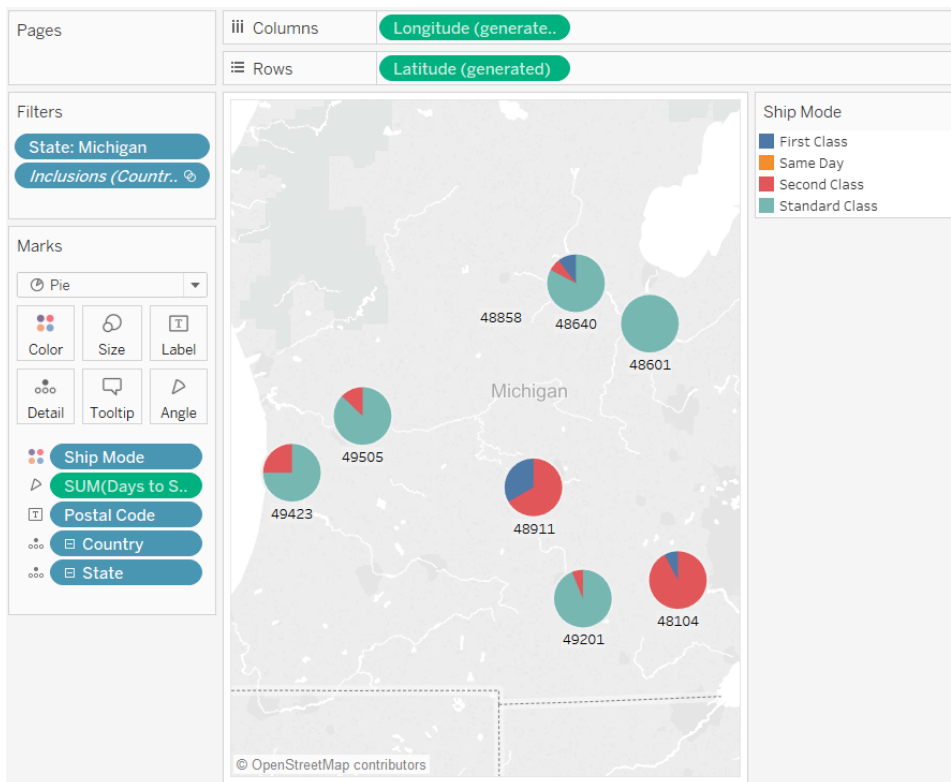 Pages
iii Columns
Longitude (generate..
Rows
Latitude (generated)
Filters
State: Michigan
Inclusions (Countr..
Marks
Pie
Color
Size
T
Label
Detail
Tooltip
Angle
Ship Mode
SUM(Days to S..
T
Postal Code
Country
State
48858
48640
48601
Michigan
49505
49423
48911
49201
48104
© OpenStreetMap contributors
Ship Mode
First Class
Same Day
Second Class
Standard Class